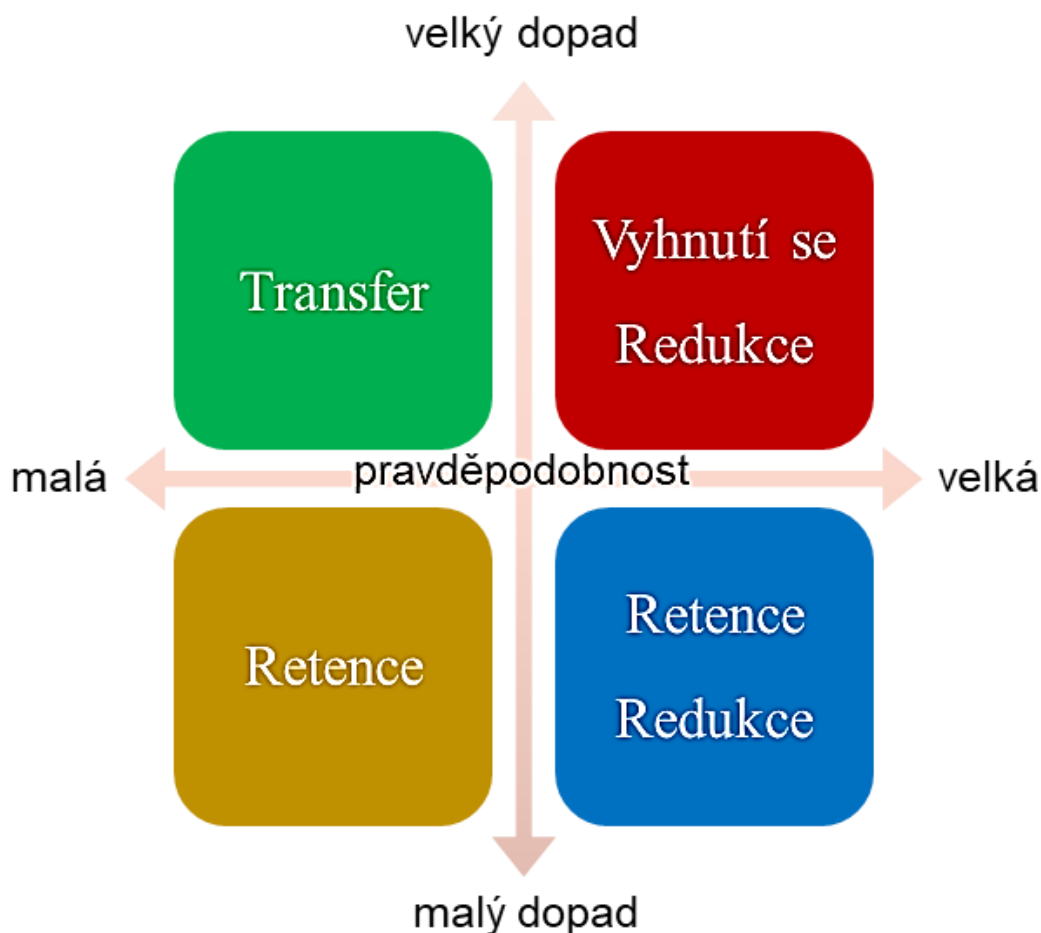 velký dopad
Transfer
Vyhnutí se
Redukce
malá
pravděpodobnost
velká
Retence
Retence
Redukce
malý dopad